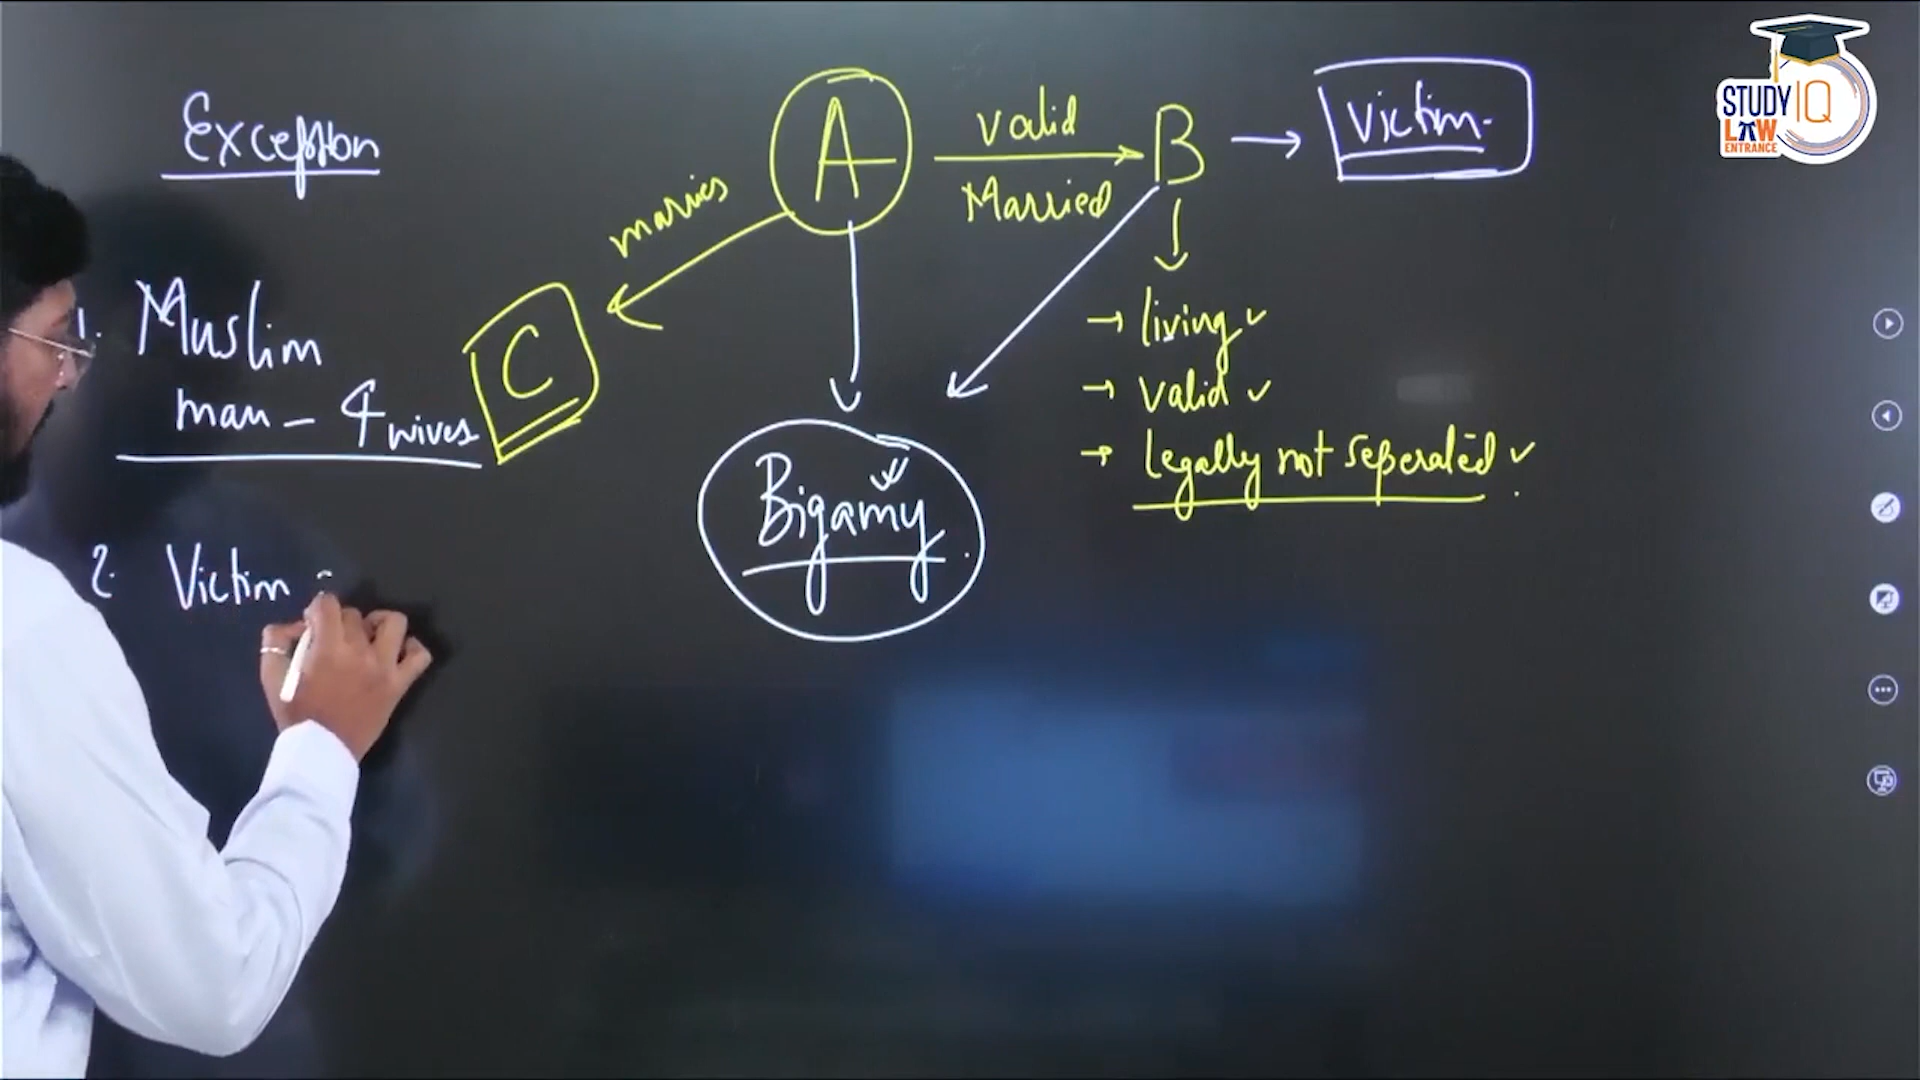 Exception
1. Muslim
man - 4 wives
2. Victim
marries
C
A
valid
Married
B
Victim.
→ living ✓
→ valid ✓
→ legally not seperated ✓
Bigamy
STUDY IQ
LAW
ENTRANCE